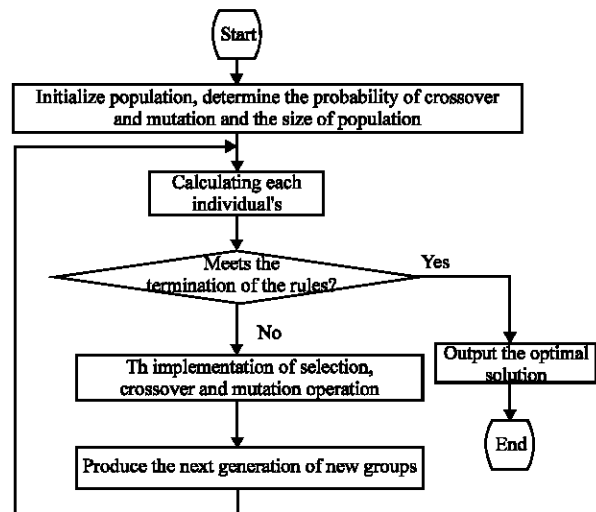 Start
Initialize population, determine the probability of crossover
and mutation and the size of population
Calculating each
individual's
Meets the
termination of the rules?
Yes
No
Th implementation of selection,
crossover and mutation operation
Output the optimal
solution
Produce the next generation of new groups
End